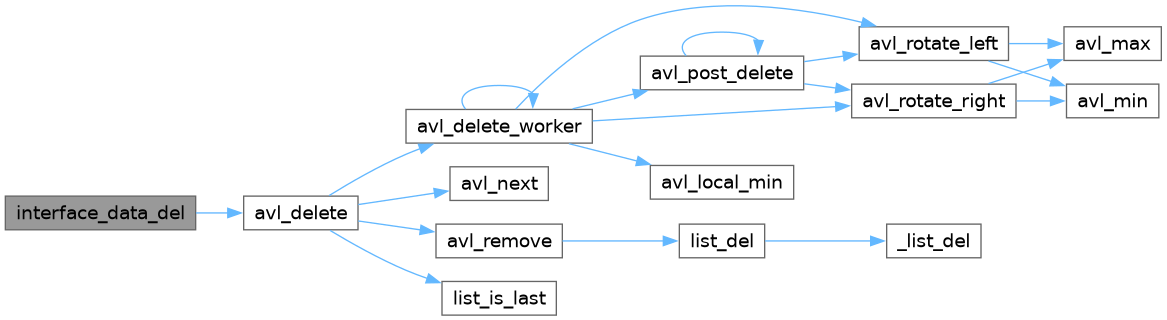 interface_data_del
avl_delete
avl_delete_worker
avl_next
avl_remove
list_is_last
avl_post_delete
avl_local_min
list_del
avl_rotate_left
avl_rotate_right
_list_del
avl_max
avl_min